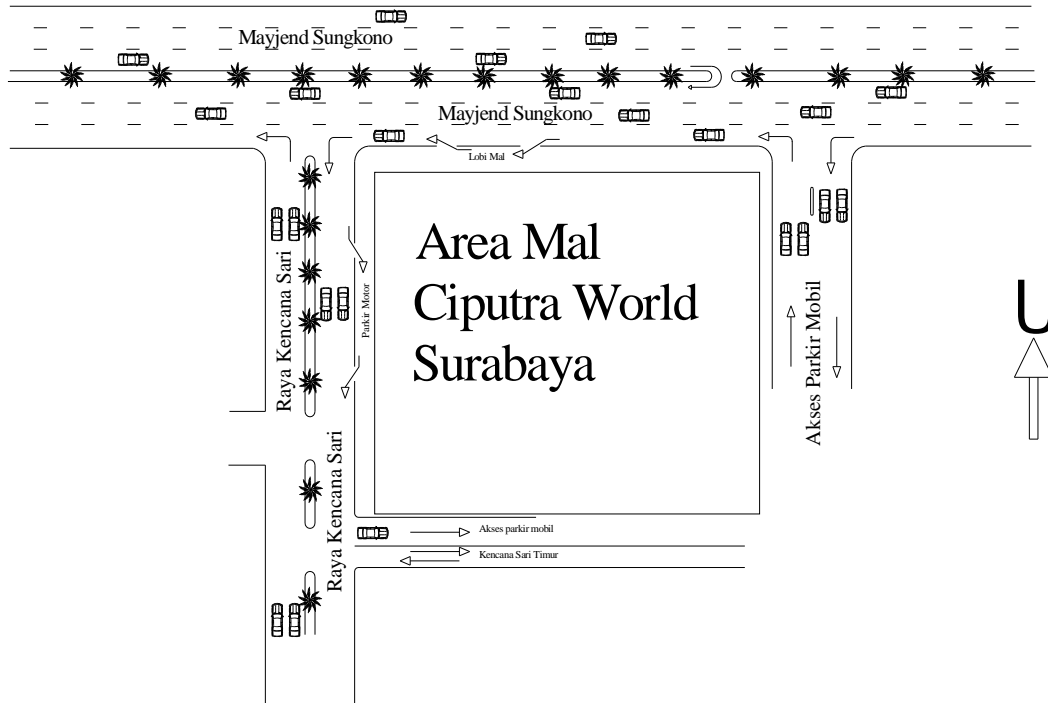 Mayjend Sungkono
Mayjend Sungkono
Lobi Mal
Area Mal
Ciputra World
Surabaya
Raya Kencana Sari
Parkir Motor
Akses Parkir Mobil
U
Raya Kencana Sari
Akses parkir mobil
Kencana Sari Timur